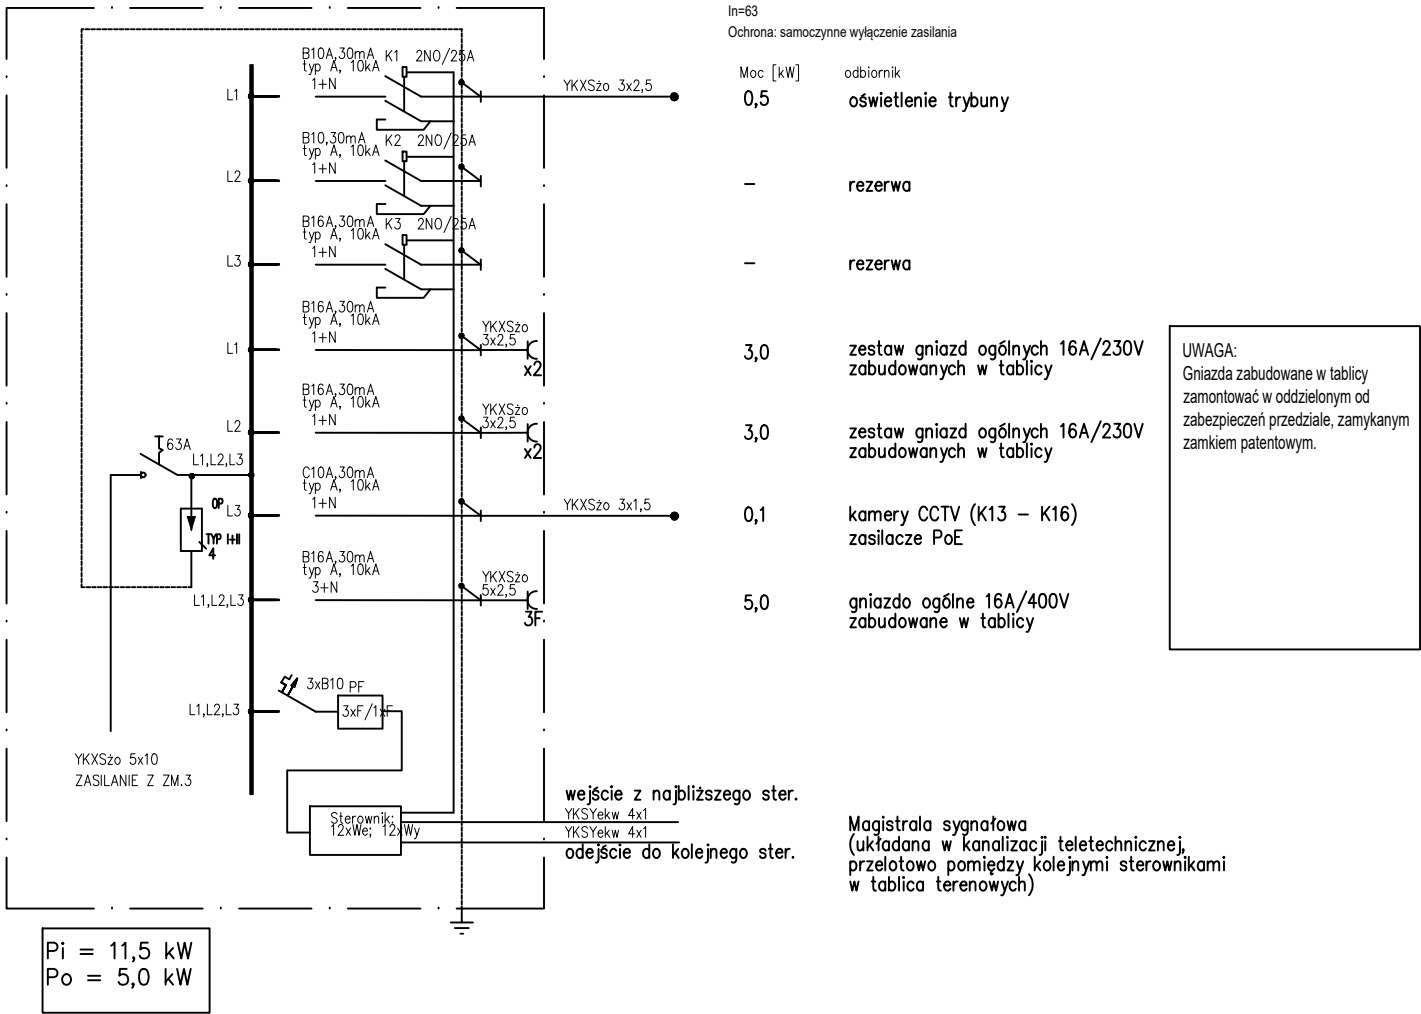 In=63
Ochrona: samoczynne wyłączenie zasilania
Moc [kW] odbiornik
B10A,30mA K1 2NO/25A
typ A, 10kA
1+N
L1
YKXSżo 3x2,5
0,5 oświetlenie trybuny
B10,30mA K2 2NO/25A
typ A, 10kA
1+N
L2
– rezerwa
B16A,30mA K3 2NO/25A
typ A, 10kA
1+N
L3
– rezerwa
B16A,30mA
typ A, 10kA
1+N
L1
YKXSżo
3x2,5
x2
3,0 zestaw gniazd ogólnych 16A/230V
zabudowanych w tablicy
B16A,30mA
typ A, 10kA
1+N
L2
YKXSżo
3x2,5
x2
3,0 zestaw gniazd ogólnych 16A/230V
zabudowanych w tablicy
63A
L1,L2,L3
C10A,30mA
typ A, 10kA
1+N
L3
YKXSżo 3x1,5
0,1 kamery CCTV (K13 – K16)
zasilacze PoE
OP
TYP I+II
4
B16A,30mA
typ A, 10kA
3+N
L1,L2,L3
YKXSżo
5x2,5
3F
5,0 gniazdo ogólne 16A/400V
zabudowane w tablicy
UWAGA:
Gniazda zabudowane w tablicy
zamontować w oddzielonym od
zabezpieczeń przedziale, zamykanym
zamkiem patentowym.
3xB10 PF
L1,L2,L3
3xF/1xF
YKXSżo 5x10
ZASILANIE Z ZM.3
Sterownik:
12xWe; 12xWy
wejście z najbliższego ster.
YKSYekw 4x1
YKSYekw 4x1
odejście do kolejnego ster.
Magistrala sygnałowa
(układana w kanalizacji teletechnicznej,
przelotowo pomiędzy kolejnymi sterownikami
w tablica terenowych)
Pi = 11,5 kW
Po = 5,0 kW